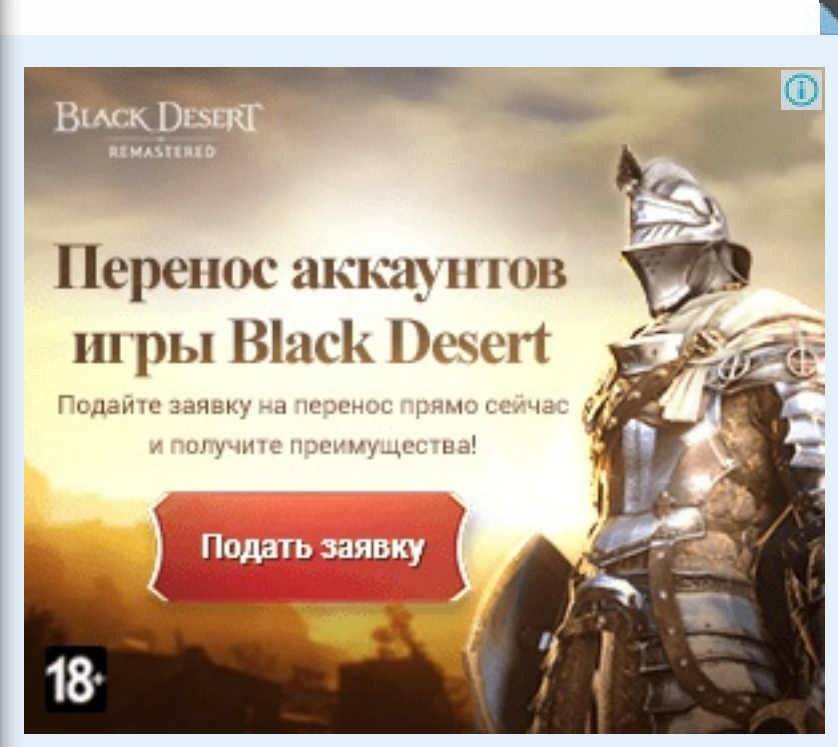 BLACK DESERT
REMASTERED
Перенос аккаунтов
игры Black Desert
Подайте заявку на перенос прямо сейчас
и получите преимущества!
Подать заявку
18+